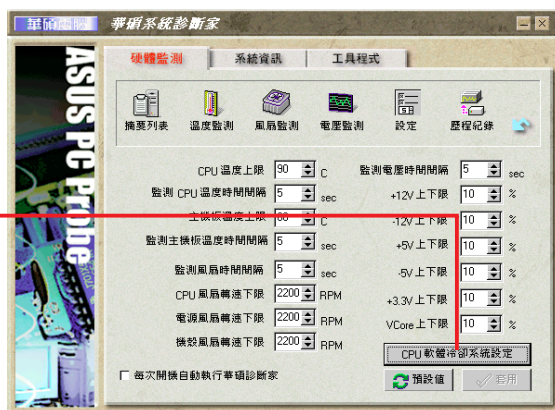 華碩電腦 華碩系統診斷家
硬體監測 系統資訊 工具程式
摘要列表 溫度監測 風扇監測 電壓監測 設定 歷程紀錄
ASUS PC Probe
CPU 溫度上限 90 C 監測電壓時間間隔 5 sec
監測 CPU 溫度時間間隔 5 sec +12V 上下限 10 %
主機板溫度上限 C -12V 上下限 10 %
監測主機板溫度時間間隔 5 sec +5V 上下限 10 %
監測風扇時間間隔 5 sec -5V 上下限 10 %
CPU 風扇轉速下限 2200 RPM +3.3V 上下限 10 %
電源風扇轉速下限 2200 RPM VCore 上下限 10 %
機殼風扇轉速下限 2200 RPM CPU 軟體冷卻系統設定
每次開機自動執行華碩診斷家 預設值 套用